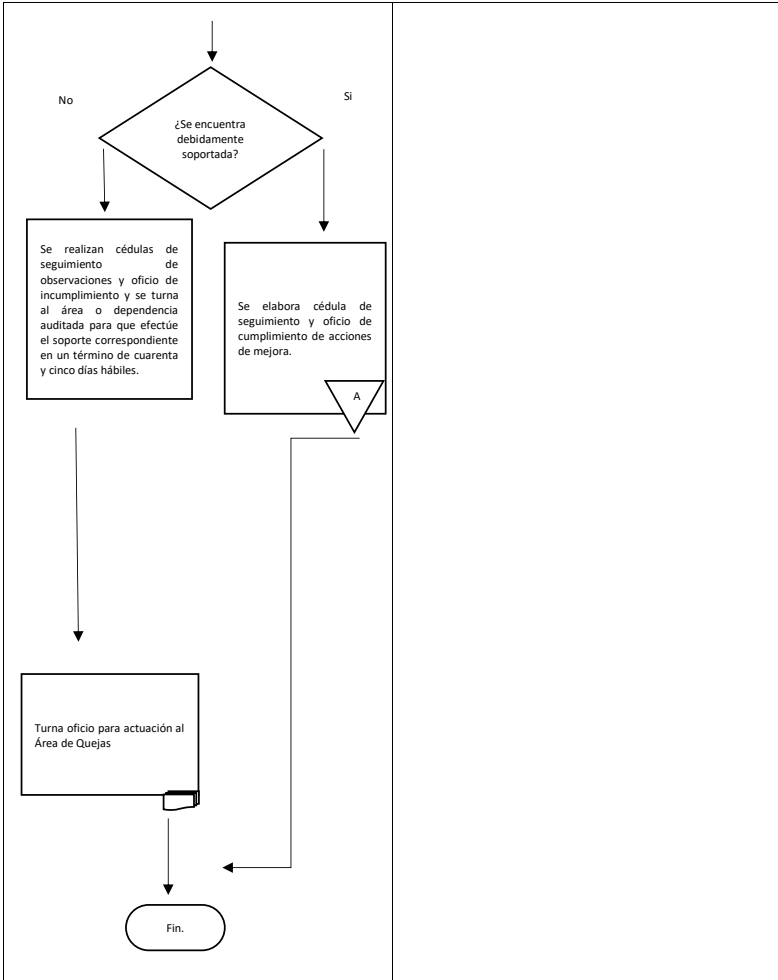 No
Si
¿Se encuentra
debidamente
soportada?
Se realizan cédulas de
seguimiento de
observaciones y oficio de
incumplimiento y se turna
al área o dependencia
auditada para que efectúe
el soporte correspondiente
en un término de cuarenta
y cinco días hábiles.
Se elabora cédula de
seguimiento y oficio de
cumplimiento de acciones
de mejora.
A
Turna oficio para actuación al
Área de Quejas
Fin.